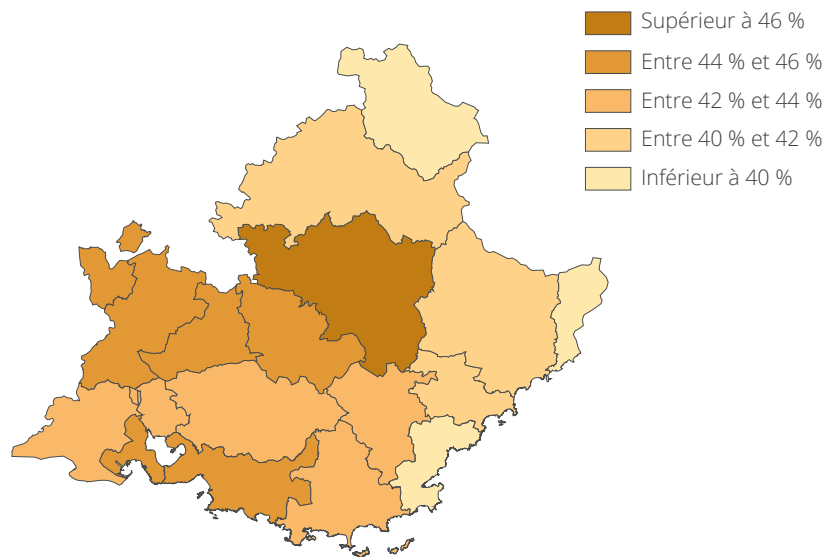 Supérieur à 46 %
Entre 44 % et 46 %
Entre 42 % et 44 %
Entre 40 % et 42 %
Inférieur à 40 %